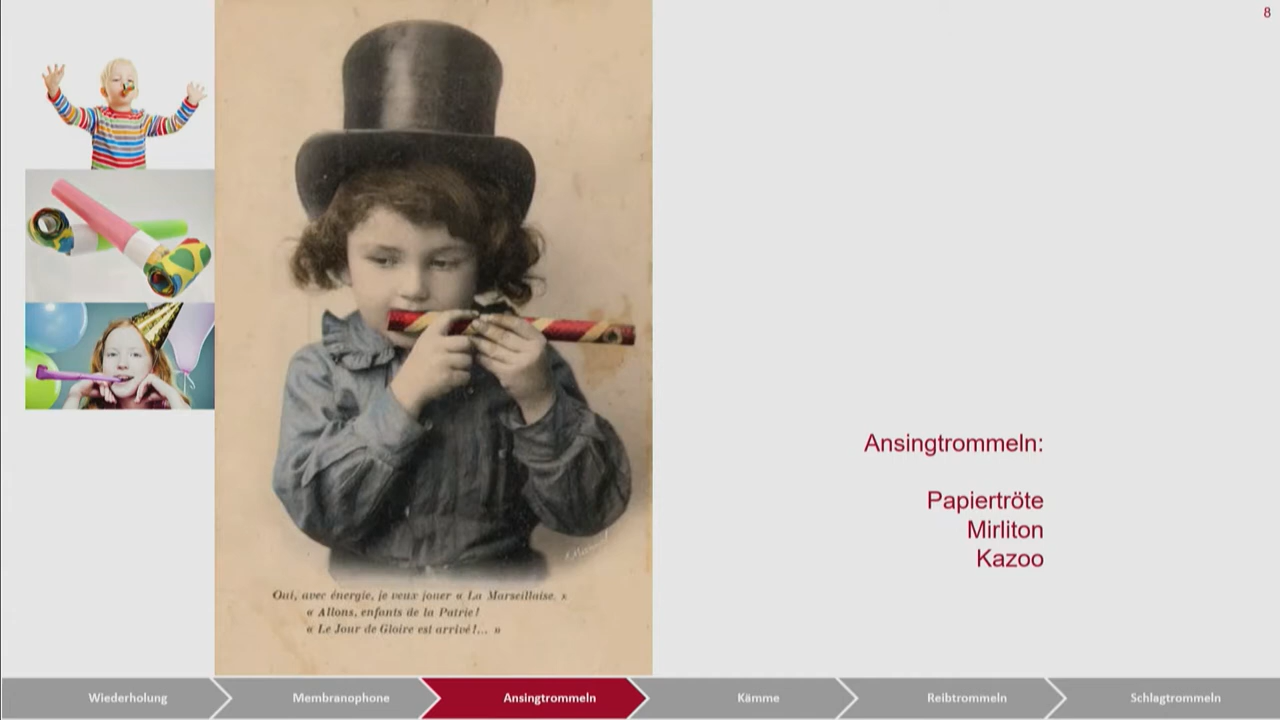 8
Ansingtrommeln:
Papiertröte
Mirliton
Kazoo
Oui, avec énergie, je veux jouer « La Marseillaise. »
« Allons, enfants de la Patrie !
« Le Jour de Gloire est arrivé !... »
Wiederholung
Membranophone
Ansingtrommeln
Kämme
Reibtrommeln
Schlagtrommeln